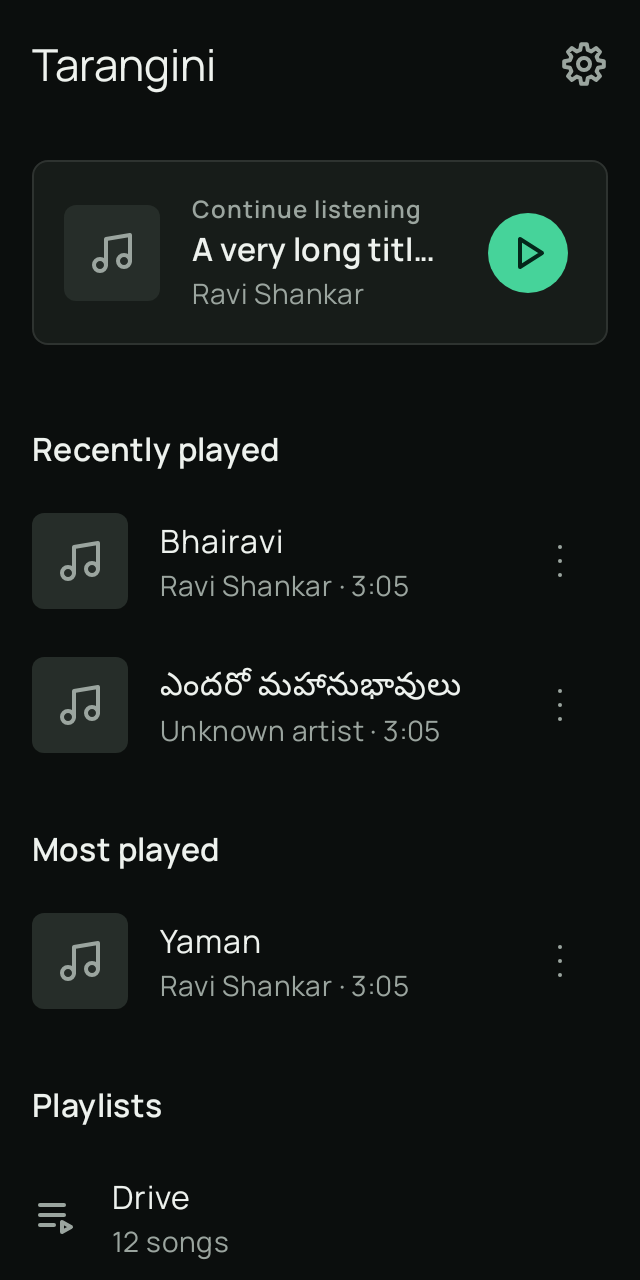 Tarangini
Continue listening
A very long titl...
Ravi Shankar
Recently played
Bhairavi
Ravi Shankar · 3:05
ఎందరో మహానుభావులు
Unknown artist · 3:05
Most played
Yaman
Ravi Shankar · 3:05
Playlists
Drive
12 songs